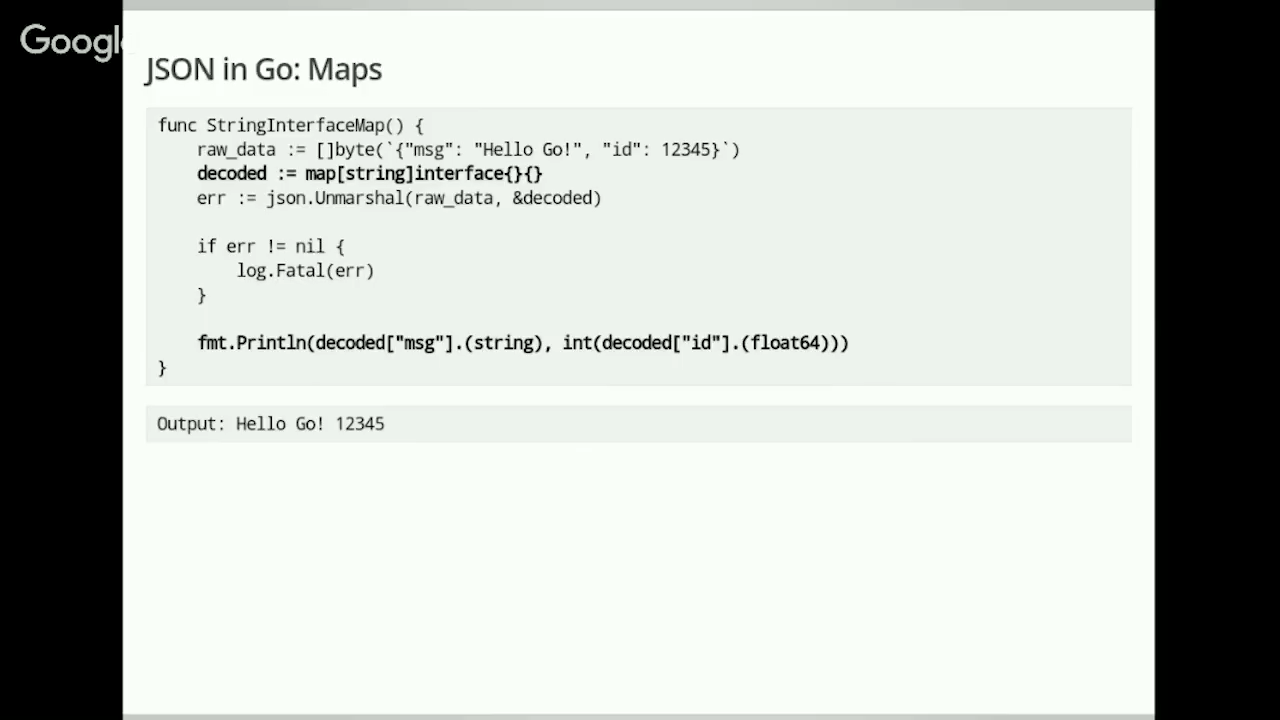 Google
JSON in Go: Maps
func StringInterfaceMap() {
    raw_data := []byte(`{"msg": "Hello Go!", "id": 12345}`)
    decoded := map[string]interface{}{}
    err := json.Unmarshal(raw_data, &decoded)
    if err != nil {
        log.Fatal(err)
    }
    fmt.Println(decoded["msg"].(string), int(decoded["id"].(float64)))
}
Output: Hello Go! 12345